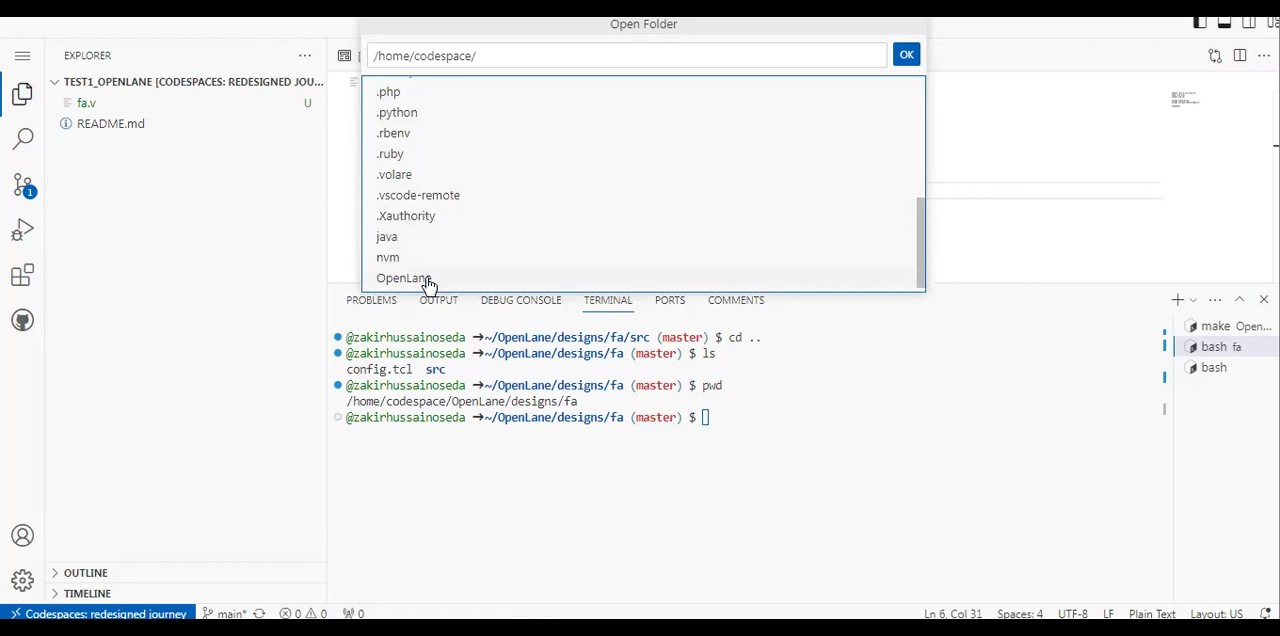 Open Folder
/home/codespace/
OK
.php
.python
.rbenv
.ruby
.volare
.vscode-remote
.Xauthority
java
nvm
OpenLane
EXPLORER
TEST1_OPENLANE [CODESPACES: REDESIGNED JOU...
fa.v U
README.md
1
PROBLEMS OUTPUT DEBUG CONSOLE TERMINAL PORTS COMMENTS
@zakirhussainoseda ➔~/OpenLane/designs/fa/src (master) $ cd ..
@zakirhussainoseda ➔~/OpenLane/designs/fa (master) $ ls
config.tcl src
@zakirhussainoseda ➔~/OpenLane/designs/fa (master) $ pwd
/home/codespace/OpenLane/designs/fa
@zakirhussainoseda ➔~/OpenLane/designs/fa (master) $
make Open...
bash fa
bash
OUTLINE
TIMELINE
Codespaces: redesigned journey main* 0 0 0 Ln 6, Col 31 Spaces: 4 UTF-8 LF Plain Text Layout: US